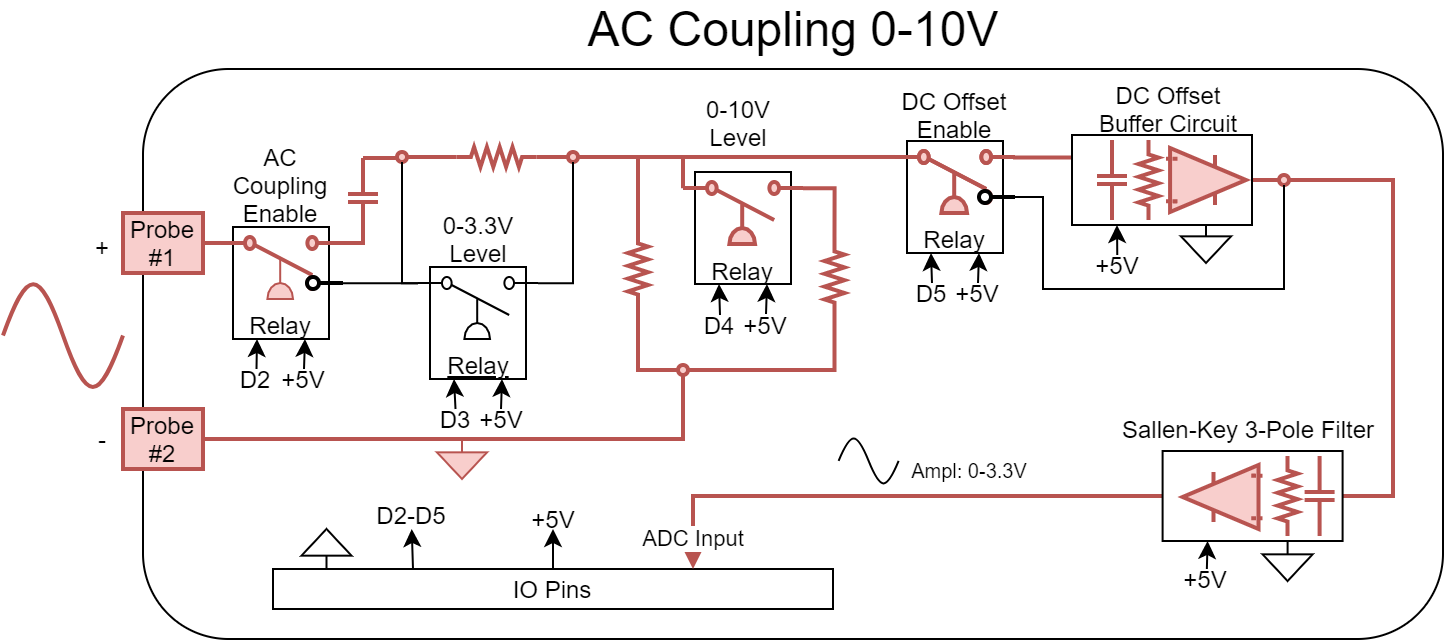 AC Coupling 0-10V
AC
Coupling
Enable
0-3.3V
Level
0-10V
Level
DC Offset
Enable
DC Offset
Buffer Circuit
+
Probe
#1
Relay
D2 +5V
Relay
D3 +5V
Relay
D4 +5V
Relay
D5 +5V
+5V
-
Probe
#2
Sallen-Key 3-Pole Filter
+5V
Ampl: 0-3.3V
D2-D5
+5V
ADC Input
IO Pins